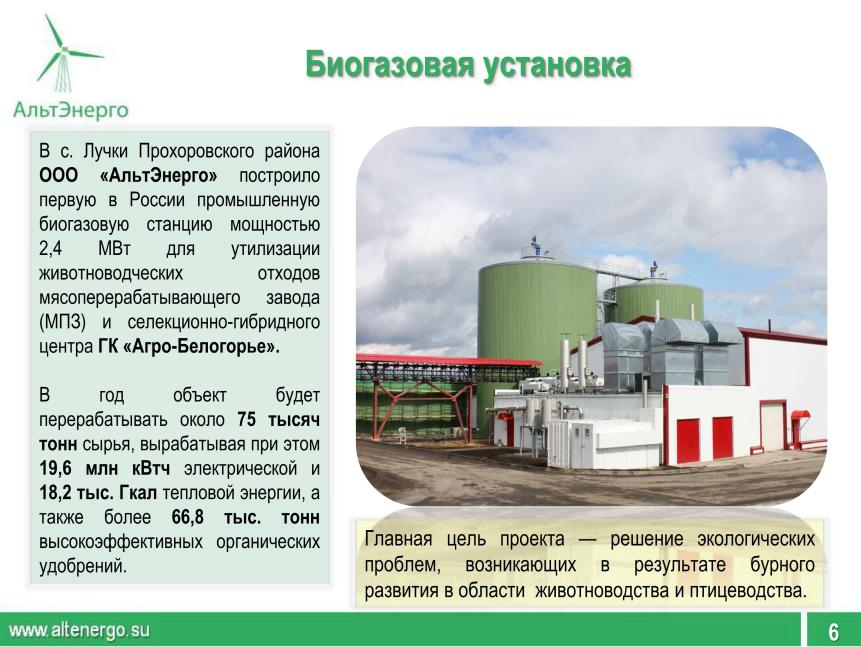 Биогазовая установка
АльтЭнерго
В с. Лучки Прохоровского района
ООО «АльтЭнерго» построило
первую в России промышленную
биогазовую станцию мощностью
2,4 МВт для утилизации
животноводческих отходов
мясоперерабатывающего завода
(МПЗ) и селекционно-гибридного
центра ГК «Агро-Белогорье».
В год объект будет
перерабатывать около 75 тысяч
тонн сырья, вырабатывая при этом
19,6 млн кВтч электрической и
18,2 тыс. Гкал тепловой энергии, а
также более 66,8 тыс. тонн
высокоэффективных органических
удобрений.
Главная цель проекта — решение экологических
проблем, возникающих в результате бурного
развития в области животноводства и птицеводства.
www.altenergo.su
6